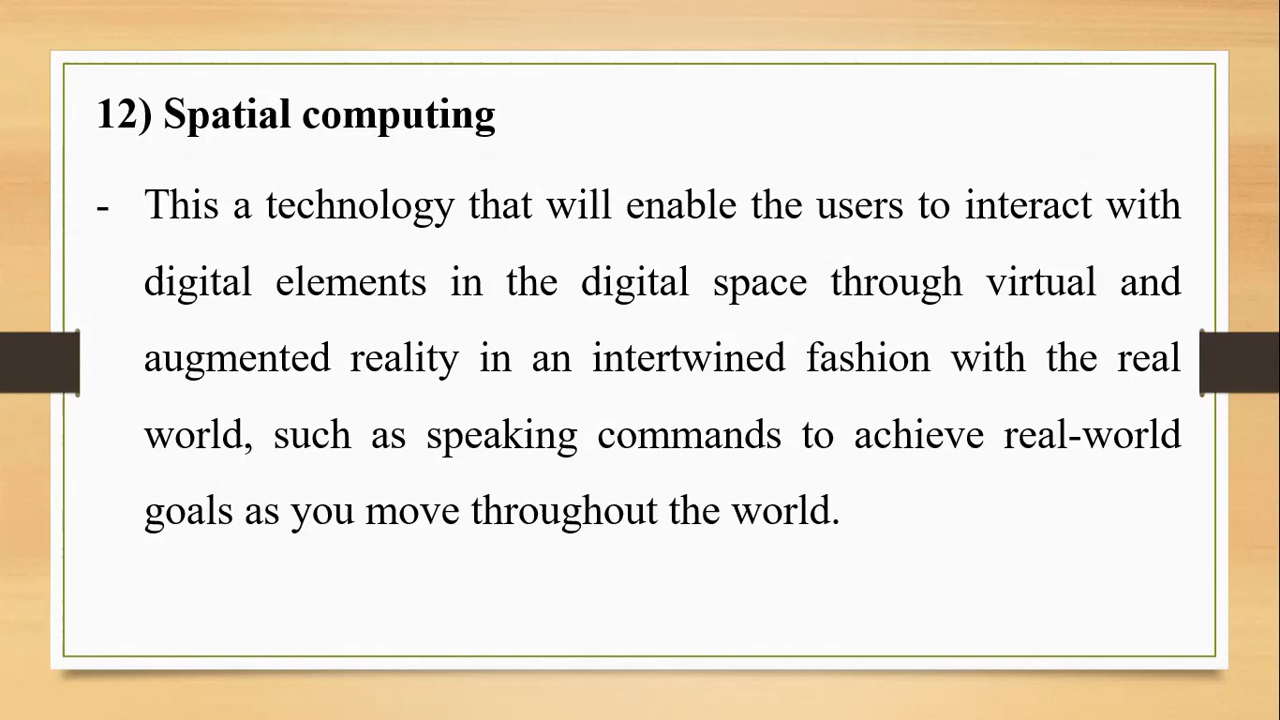 12) Spatial computing
- This a technology that will enable the users to interact with
digital elements in the digital space through virtual and
augmented reality in an intertwined fashion with the real
world, such as speaking commands to achieve real-world
goals as you move throughout the world.